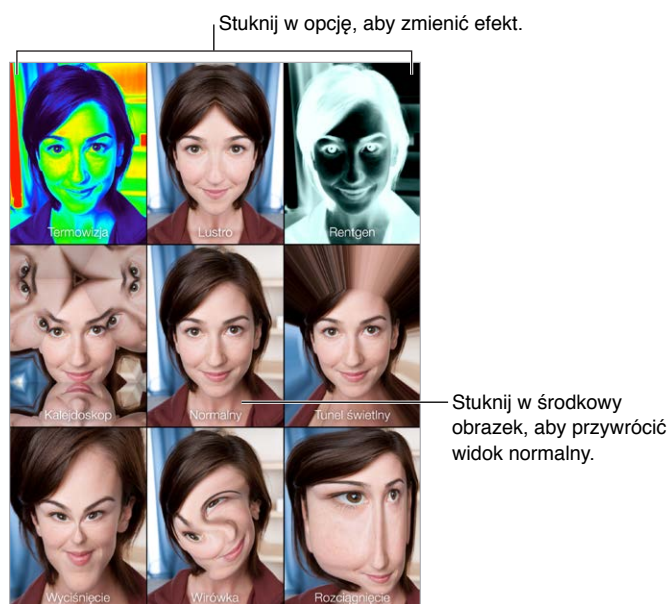 Stuknij w opcję, aby zmienić efekt.
Termowizja
Lustro
Rentgen
Kalejdoskop
Normalny
Tunel świetlny
Stuknij w środkowy
obrazek, aby przywrócić
widok normalny.
Wyciśnięcie
Wirówka
Rozciągnięcie